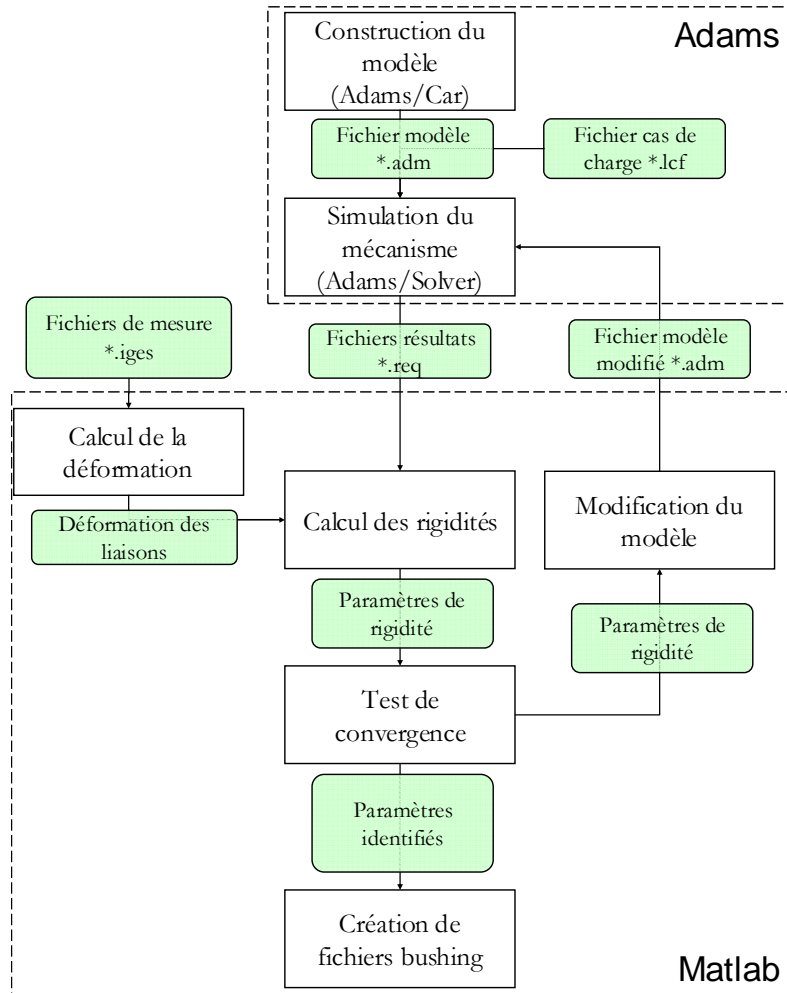 Adams
Construction du
modèle
(Adams/Car)
Fichier modèle
*.adm
Fichier cas de
charge *.lcf
Simulation du
mécanisme
(Adams/Solver)
Fichiers de mesure
*.iges
Fichiers résultats
*.req
Fichier modèle
modifié *.adm
Calcul de la
déformation
Déformation des
liaisons
Calcul des rigidités
Modification du
modèle
Paramètres de
rigidité
Paramètres de
rigidité
Test de
convergence
Paramètres
identifiés
Création de
fichiers bushing
Matlab